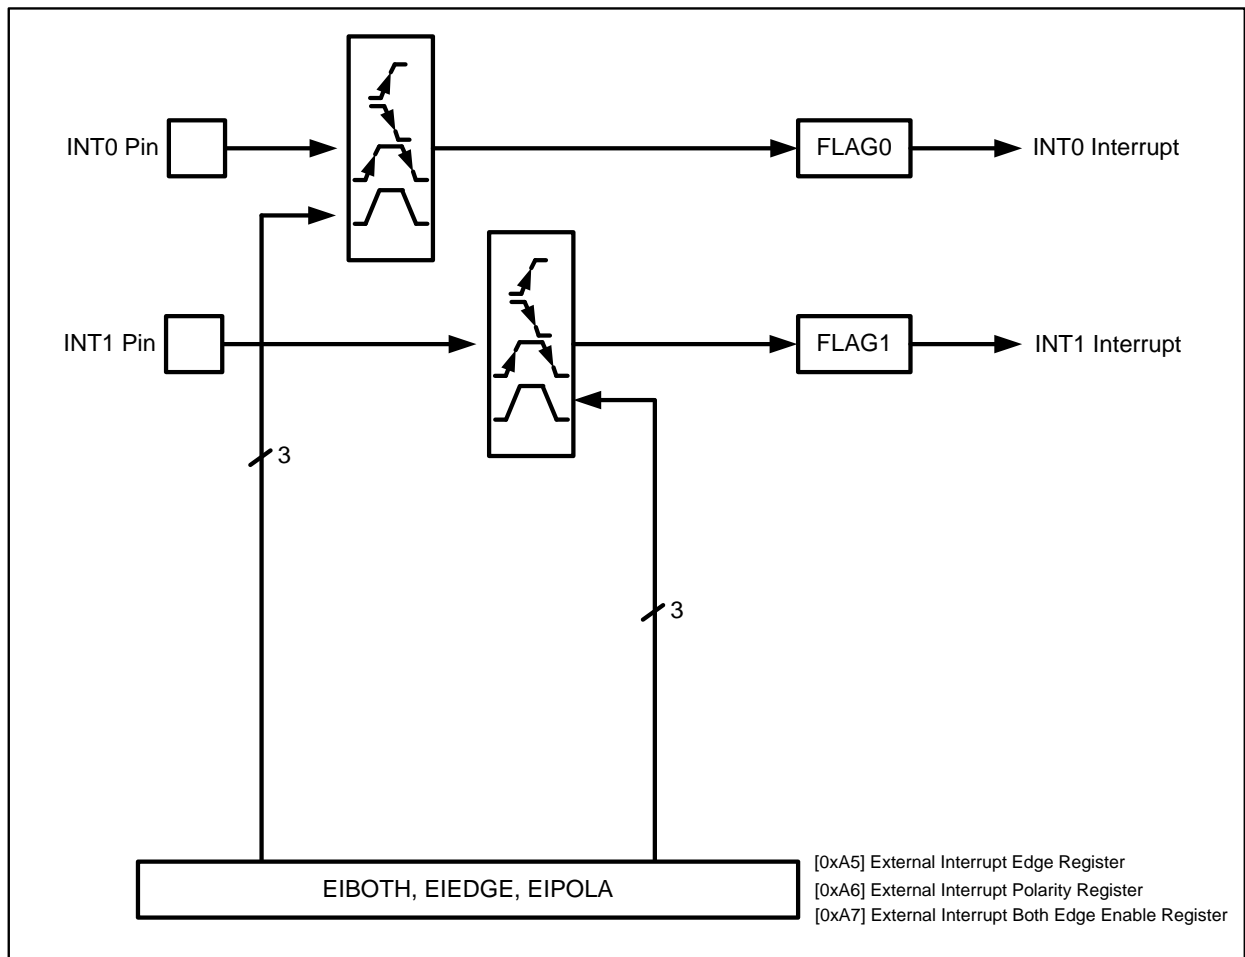 INT0 Pin
FLAG0
INT0 Interrupt
INT1 Pin
FLAG1
INT1 Interrupt
3
3
EIBOTH, EIEDGE, EIPOLA
[0xA5] External Interrupt Edge Register
[0xA6] External Interrupt Polarity Register
[0xA7] External Interrupt Both Edge Enable Register